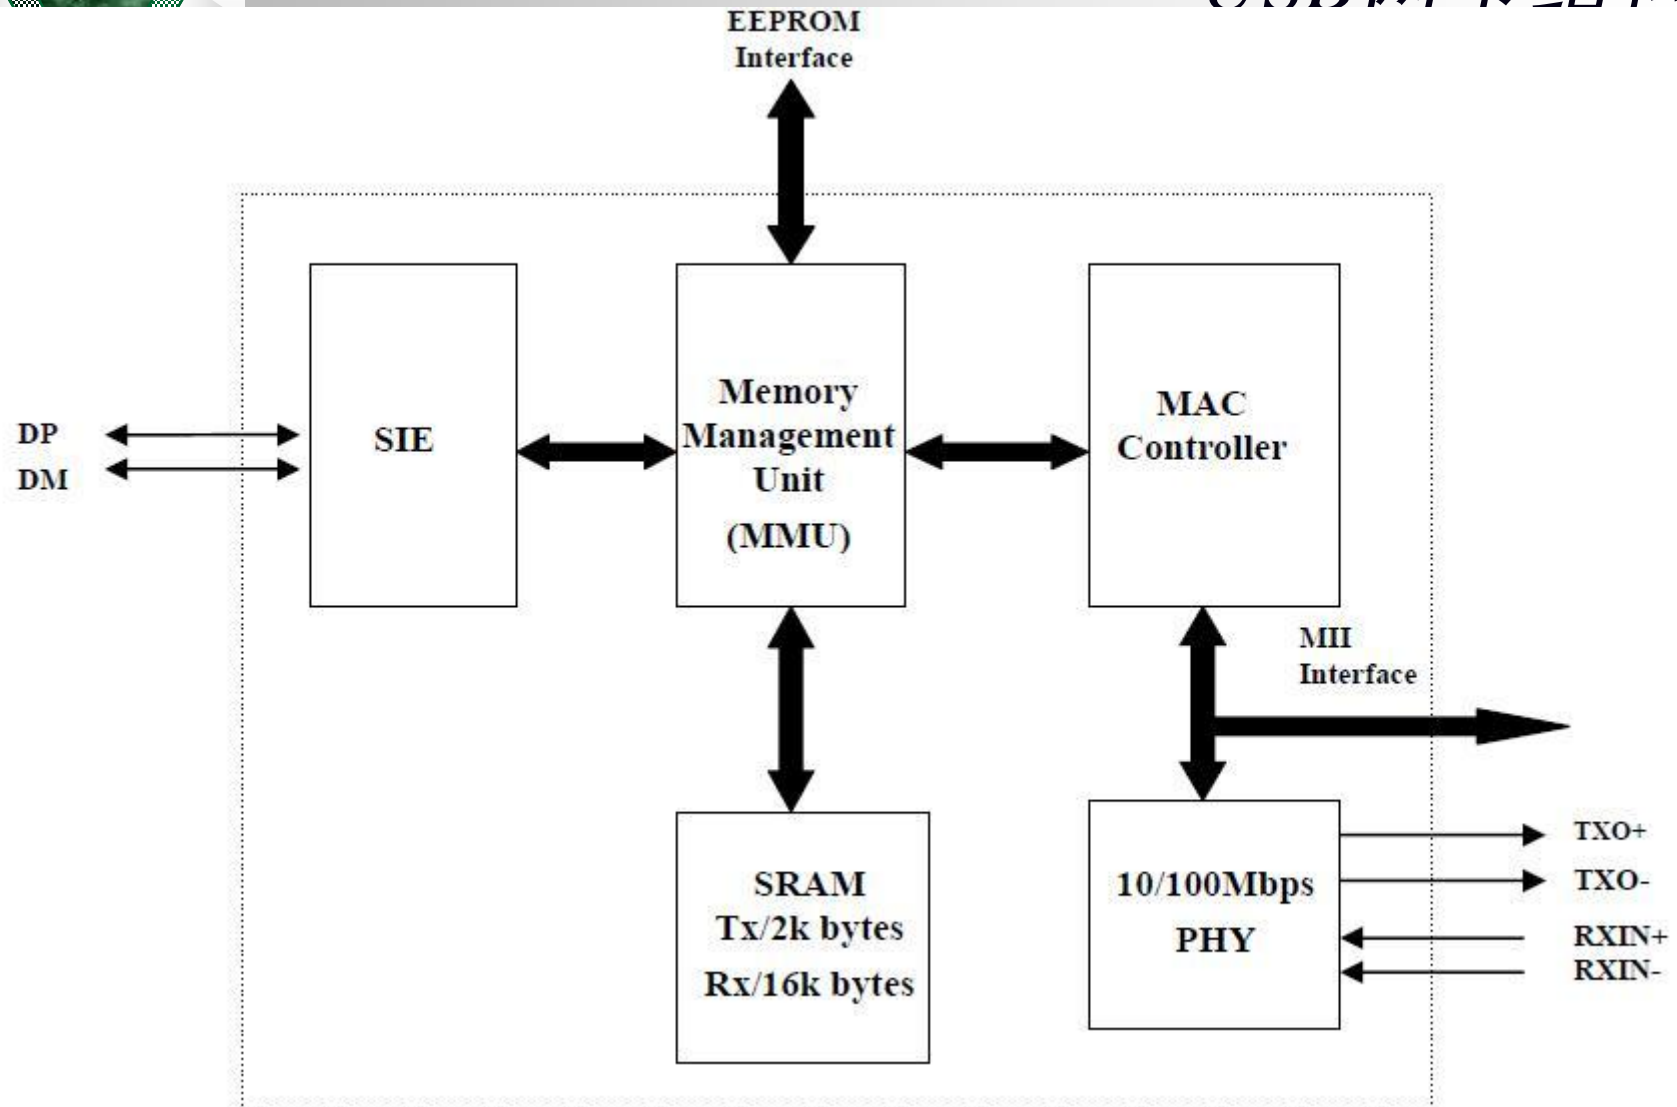 EEPROM
Interface
DP
DM
SIE
Memory
Management
Unit
(MMU)
MAC
Controller
MII
Interface
SRAM
Tx/2k bytes
Rx/16k bytes
10/100Mbps
PHY
TXO+
TXO-
RXIN+
RXIN-